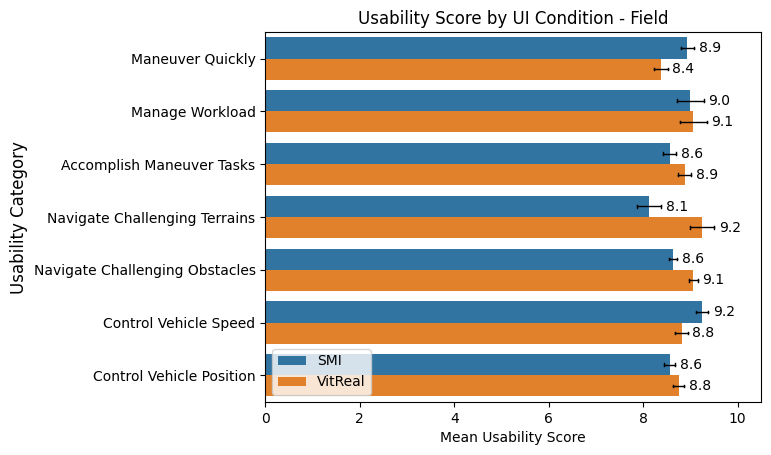 Usability Score by UI Condition - Field
Usability Category
Maneuver Quickly
8.9
8.4
Manage Workload
9.0
9.1
Accomplish Maneuver Tasks
8.6
8.9
Navigate Challenging Terrains
8.1
9.2
Navigate Challenging Obstacles
8.6
9.1
Control Vehicle Speed
9.2
8.8
Control Vehicle Position
8.6
8.8
SMI
VitReal
0 2 4 6 8 10
Mean Usability Score